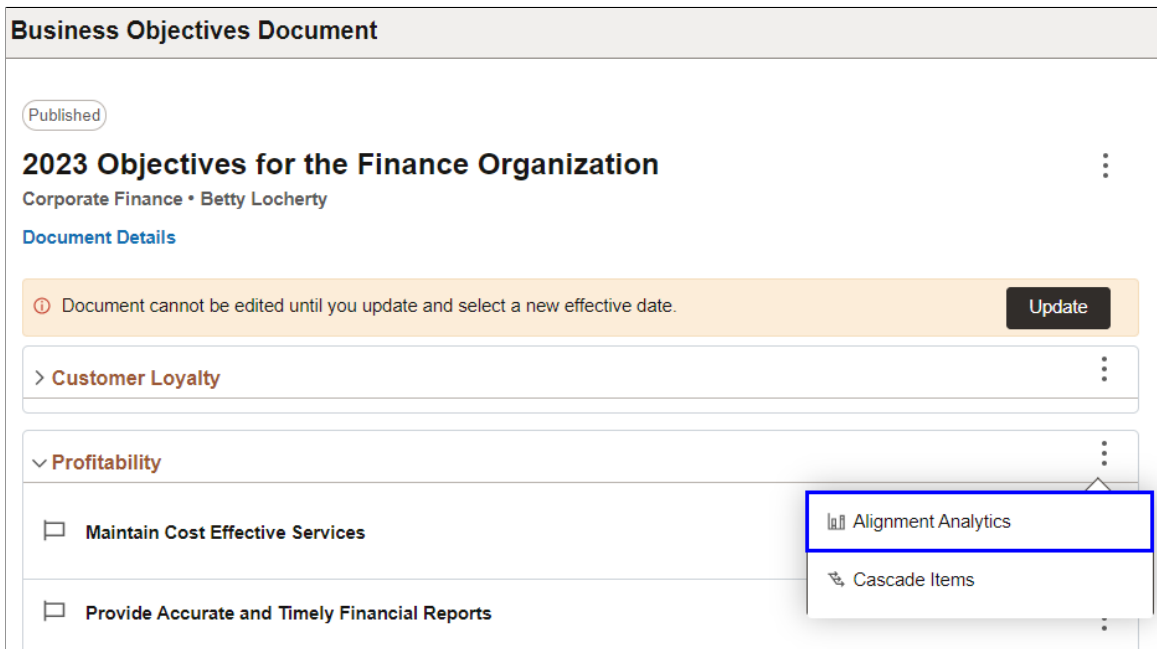 Business Objectives Document
Published
2023 Objectives for the Finance Organization
Corporate Finance • Betty Locherty
Document Details
Document cannot be edited until you update and select a new effective date.
Update
Customer Loyalty
Profitability
Maintain Cost Effective Services
Alignment Analytics
Cascade Items
Provide Accurate and Timely Financial Reports